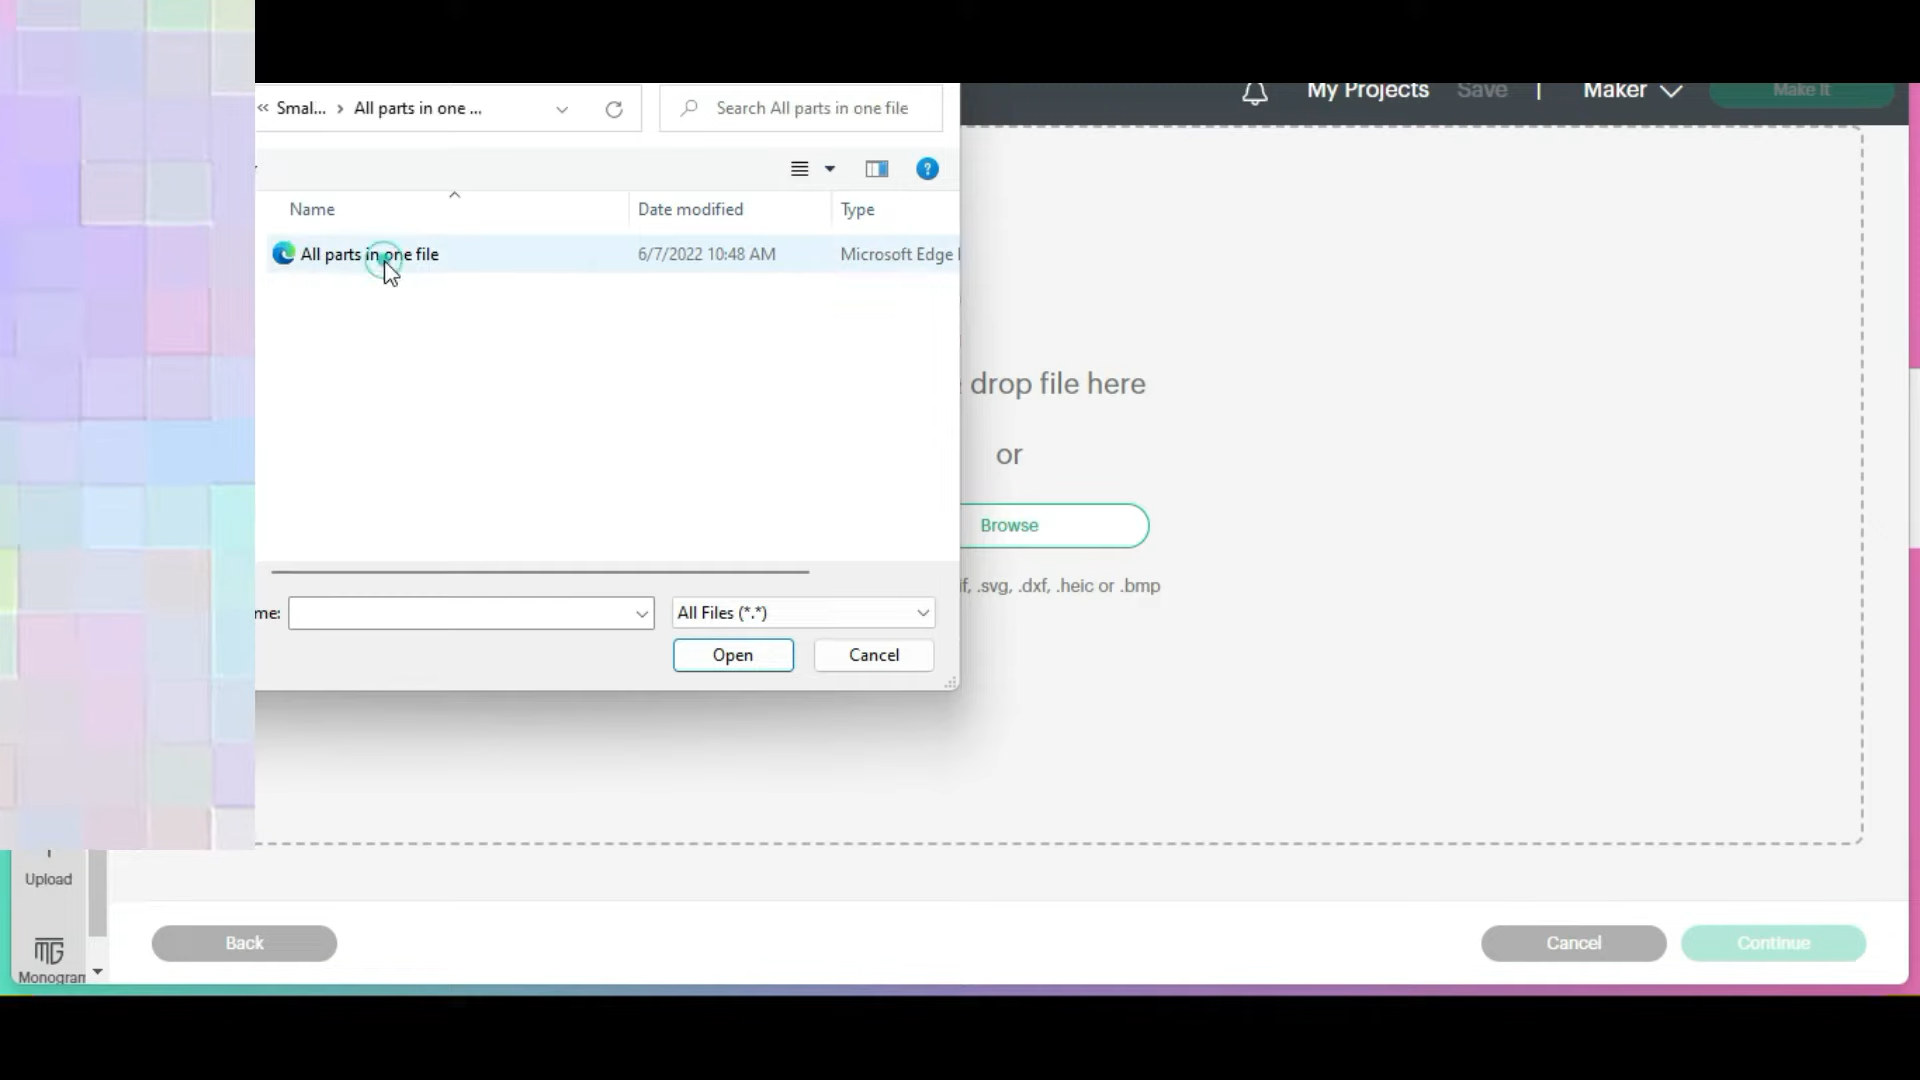 My Projects Save | Maker Make It
« Smal... › All parts in one ... Search All parts in one file
Name Date modified Type
All parts in one file 6/7/2022 10:48 AM Microsoft Edge
drop file here
or
Browse
if, .svg, .dxf, .heic or .bmp
me: All Files (*.*)
Open Cancel
Upload
Monogram
Back Cancel Continue